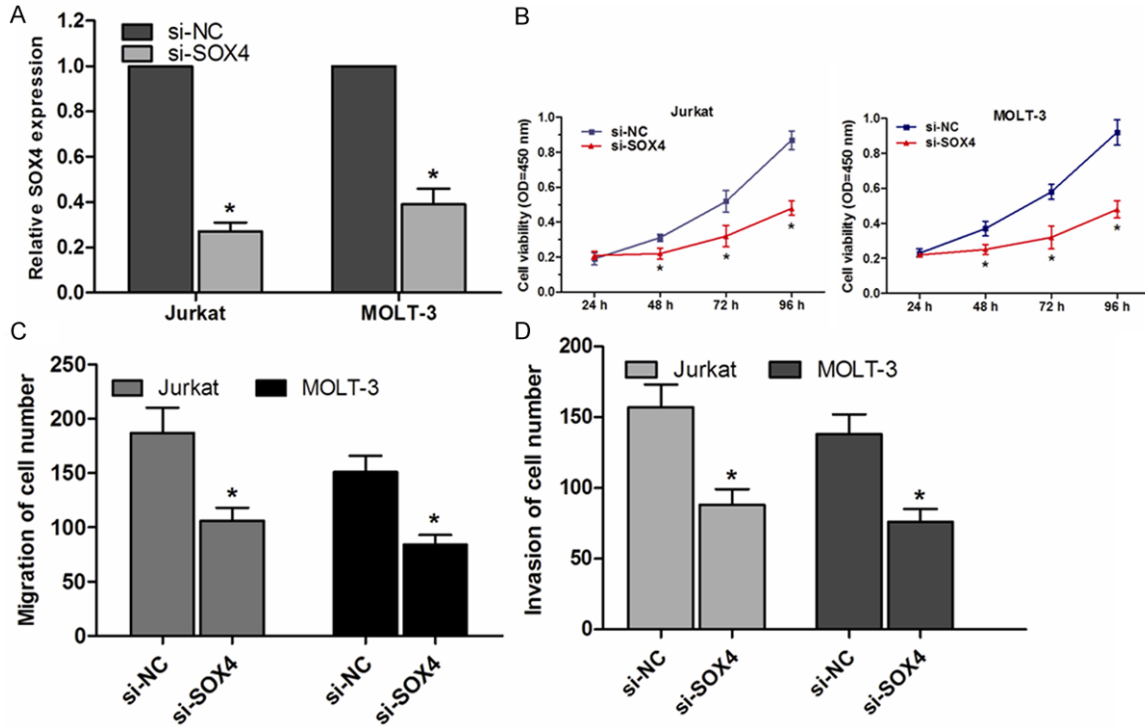 A
1.2
1.0
0.8
0.6
0.4
0.2
0.0
Relative SOX4 expression
si-NC
si-SOX4
*
*
Jurkat
MOLT-3
B
Jurkat
1.0
0.8
0.6
0.4
0.2
0.0
Cell viability (OD=450 nm)
si-NC
si-SOX4
*
*
*
24 h 48 h 72 h 96 h
MOLT-3
1.0
0.8
0.6
0.4
0.2
0.0
Cell viability (OD=450 nm)
si-NC
si-SOX4
*
*
*
24 h 48 h 72 h 96 h
C
250
200
150
100
50
0
Migration of cell number
Jurkat MOLT-3
*
*
si-NC
si-SOX4
si-NC
si-SOX4
D
200
150
100
50
0
Invasion of cell number
Jurkat MOLT-3
*
*
si-NC
si-SOX4
si-NC
si-SOX4